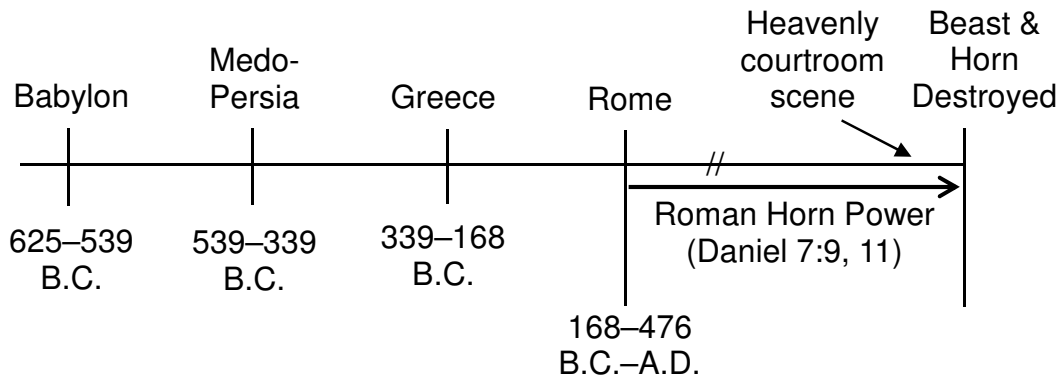 Babylon
Medo-
Persia
Greece
Rome
Heavenly
courtroom
scene
Beast &
Horn
Destroyed
//
Roman Horn Power
(Daniel 7:9, 11)
625–539
B.C.
539–339
B.C.
339–168
B.C.
168–476
B.C.–A.D.